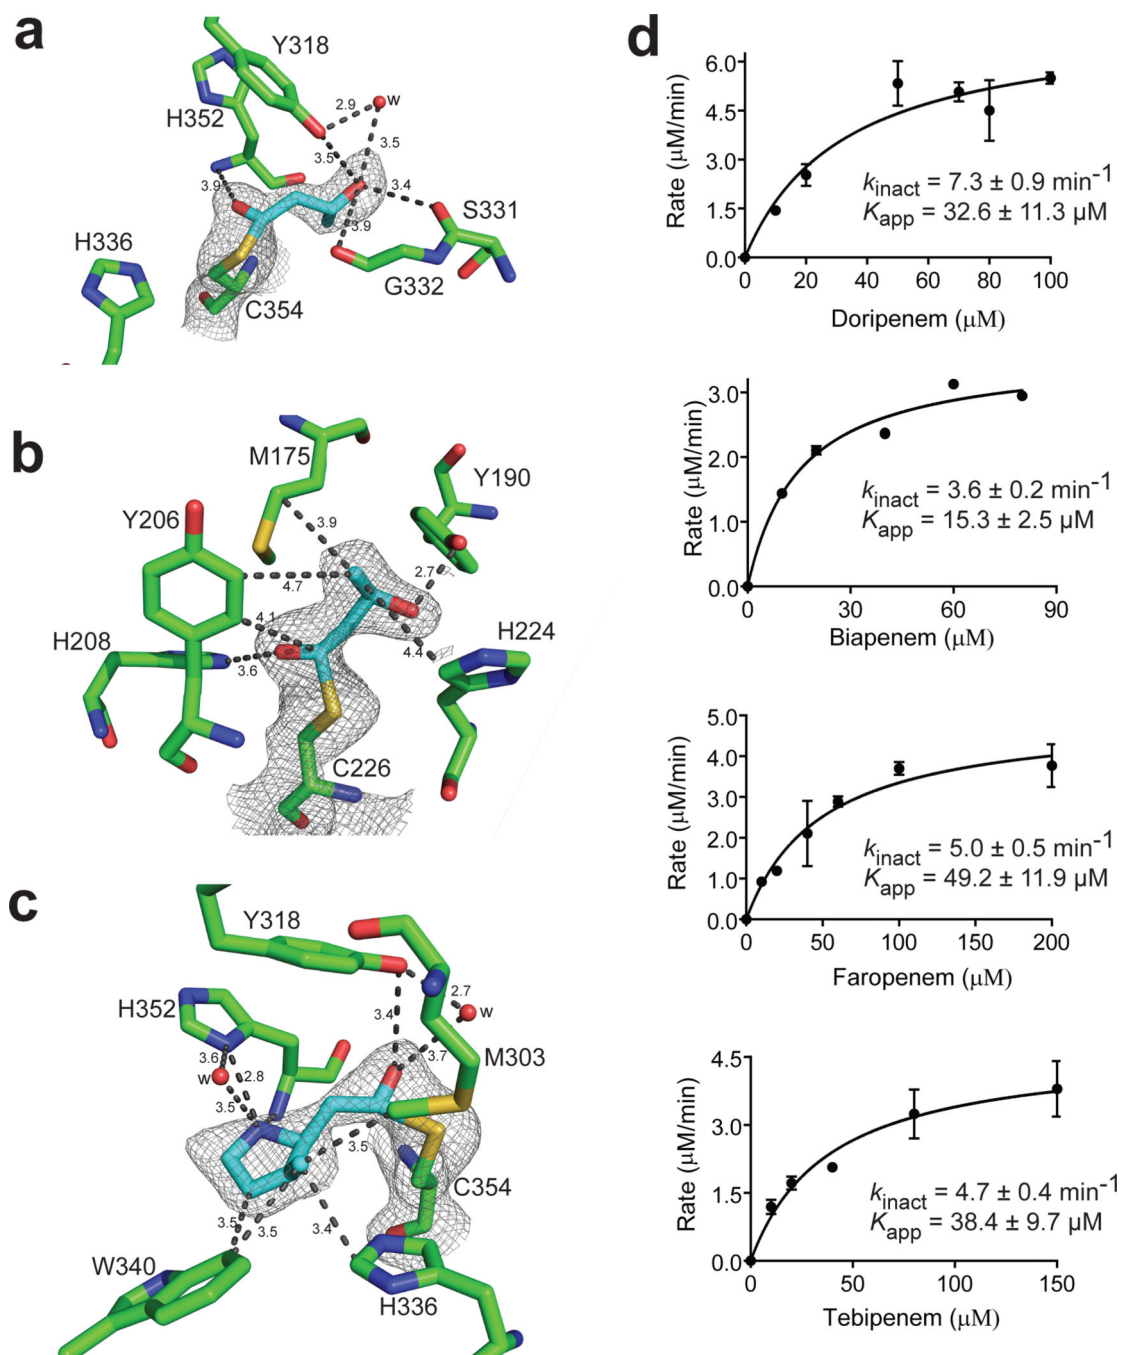 a
Y318
2.9
w
H352
3.5
3.5
3.9
3.4
S331
3.9
H336
G332
C354
b
M175
Y190
Y206
3.9
4.7
2.7
4.1
H208
H224
3.6
4.4
C226
c
Y318
H352
2.7
w
3.4
3.6
3.7
M303
w
2.8
3.5
3.5
C354
3.5
3.5
3.4
W340
H336
d
6.0
4.5
3.0
1.5
0.0
Rate (μM/min)
kinact = 7.3 ± 0.9 min-1
Kapp = 32.6 ± 11.3 μM
0 20 40 60 80 100
Doripenem (μM)
3.0
2.0
1.0
0.0
Rate (μM/min)
kinact = 3.6 ± 0.2 min-1
Kapp = 15.3 ± 2.5 μM
0 30 60 90
Biapenem (μM)
5.0
4.0
3.0
2.0
1.0
0.0
Rate (μM/min)
kinact = 5.0 ± 0.5 min-1
Kapp = 49.2 ± 11.9 μM
0 50 100 150 200
Faropenem (μM)
4.5
3.0
1.5
0.0
Rate (μM/min)
kinact = 4.7 ± 0.4 min-1
Kapp = 38.4 ± 9.7 μM
0 50 100 150
Tebipenem (μM)